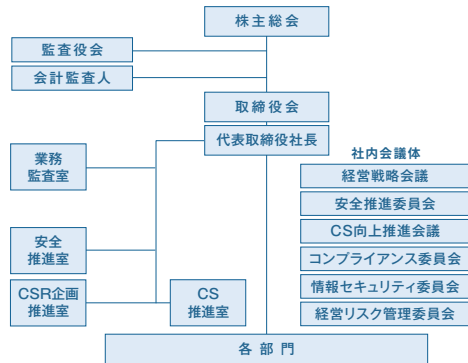 株主総会
監査役会
会計監査人
取締役会
代表取締役社長
業務
監査室
安全
推進室
CSR企画
推進室
CS
推進室
社内会議体
経営戦略会議
安全推進委員会
CS向上推進会議
コンプライアンス委員会
情報セキュリティ委員会
経営リスク管理委員会
各部門